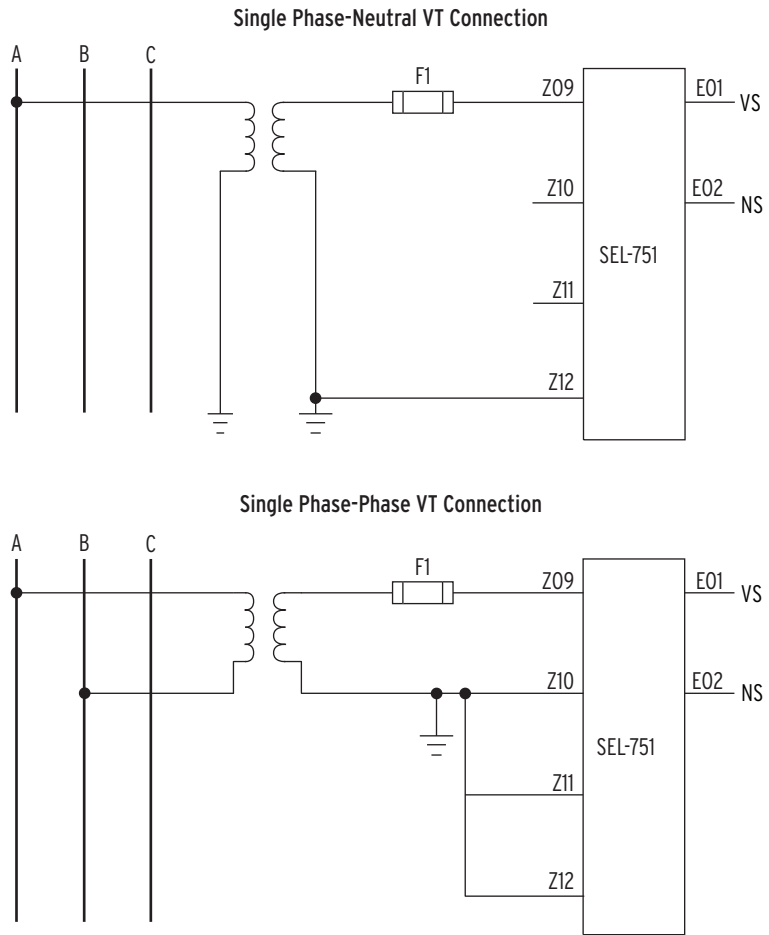 Single Phase-Neutral VT Connection
A B C
F1
Z09
E01
VS
Z10
E02
NS
SEL-751
Z11
Z12
Single Phase-Phase VT Connection
A B C
F1
Z09
E01
VS
Z10
E02
NS
SEL-751
Z11
Z12